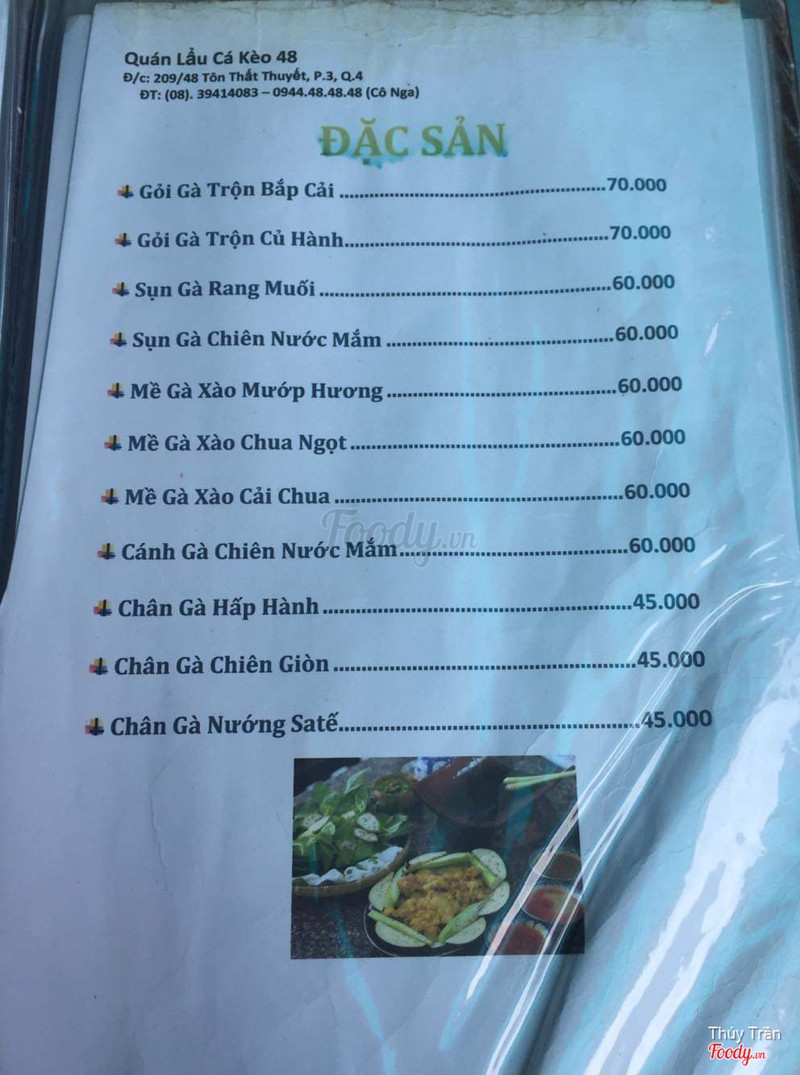 Quán Lẩu Cá Kèo 48
Đ/c: 209/48 Tôn Thất Thuyết, P.3, Q.4
ĐT: (08). 39414083 – 0944.48.48.48 (Cô Nga)
ĐẶC SẢN
Gỏi Gà Trộn Bắp Cải ............................................70.000
Gỏi Gà Trộn Củ Hành............................................70.000
Sụn Gà Rang Muối ................................................60.000
Sụn Gà Chiên Nước Mắm ......................................60.000
Mề Gà Xào Mướp Hương ......................................60.000
Mề Gà Xào Chua Ngọt ............................................60.000
Mề Gà Xào Cải Chua ..............................................60.000
Foody.vn
Cánh Gà Chiên Nước Mắm......................................60.000
Chân Gà Hấp Hành ................................................45.000
Chân Gà Chiên Giòn ..............................................45.000
Chân Gà Nướng Satế..............................................45.000
Thúy Trần
Foody.vn